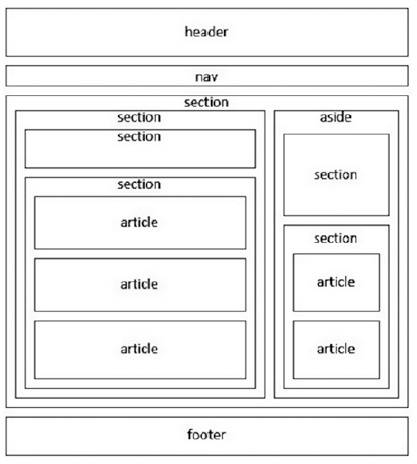 header
nav
section
section
section
section
article
article
article
aside
section
section
article
article
footer